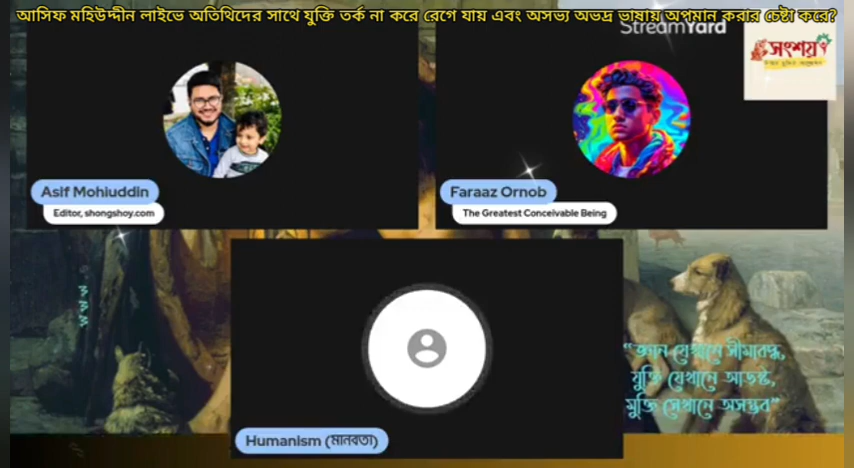 আসিফ মহিউদ্দীন লাইভে অতিথিদের সাথে যুক্তি তর্ক না করে রেগে যায় এবং অসভ্য অভদ্র ভাষায় অপমান করার চেষ্টা করে?
StreamYard
সংশয়
Asif Mohiuddin
Editor, shongshoy.com
Faraaz Ornob
The Greatest Conceivable Being
"জ্ঞান যেখানে সীমাবদ্ধ,
যুক্তি যেখানে আড়ষ্ট,
মুক্তি সেখানে অসম্ভব"
Humanism (মানবতা)